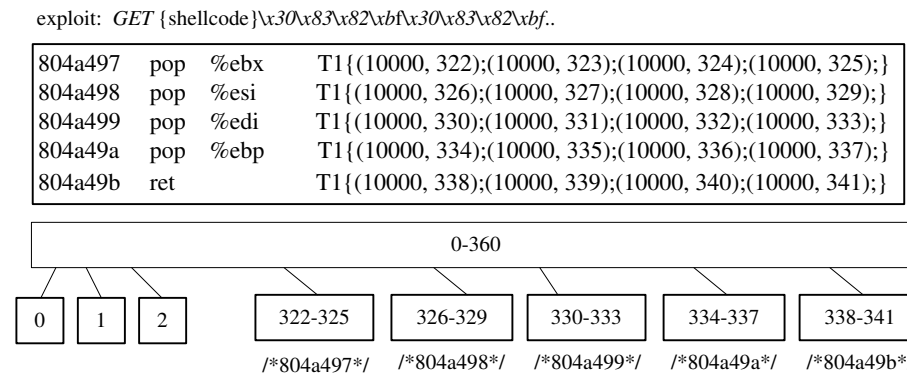 exploit: GET {shellcode}\x30\x83\x82\xbf\x30\x83\x82\xbf..
804a497 pop %ebx T1{(10000, 322);(10000, 323);(10000, 324);(10000, 325);}
804a498 pop %esi T1{(10000, 326);(10000, 327);(10000, 328);(10000, 329);}
804a499 pop %edi T1{(10000, 330);(10000, 331);(10000, 332);(10000, 333);}
804a49a pop %ebp T1{(10000, 334);(10000, 335);(10000, 336);(10000, 337);}
804a49b ret T1{(10000, 338);(10000, 339);(10000, 340);(10000, 341);}
0-360
0 1 2 322-325 326-329 330-333 334-337 338-341
/*804a497*/ /*804a498*/ /*804a499*/ /*804a49a*/ /*804a49b*